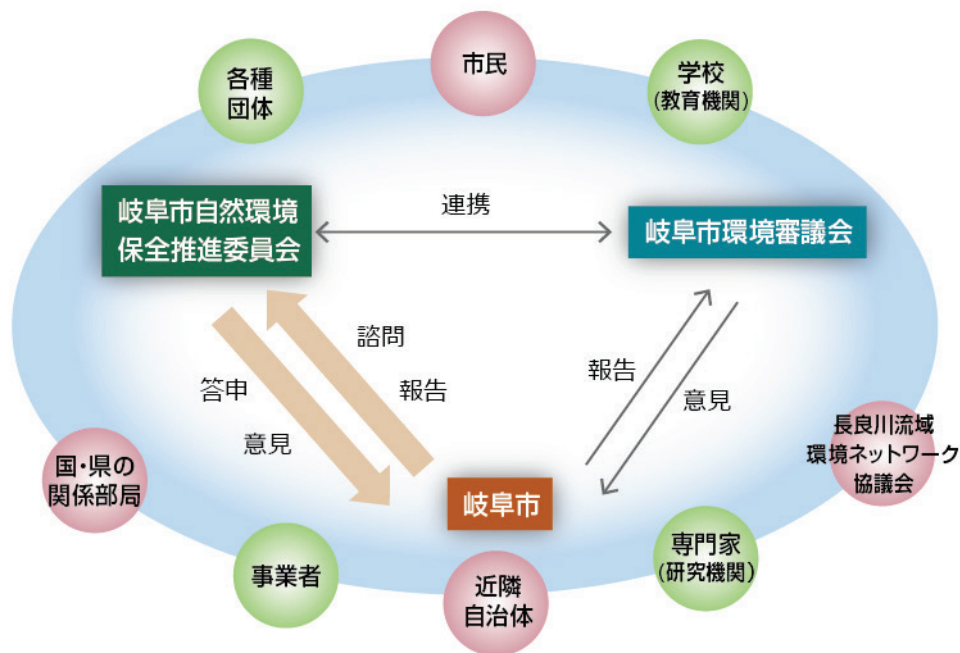 市民
各種
団体
学校
(教育機関)
岐阜市自然環境
保全推進委員会
連携
岐阜市環境審議会
諮問
報告
答申
意見
報告
意見
長良川流域
環境ネットワーク
協議会
国・県の
関係部局
岐阜市
専門家
(研究機関)
事業者
近隣
自治体